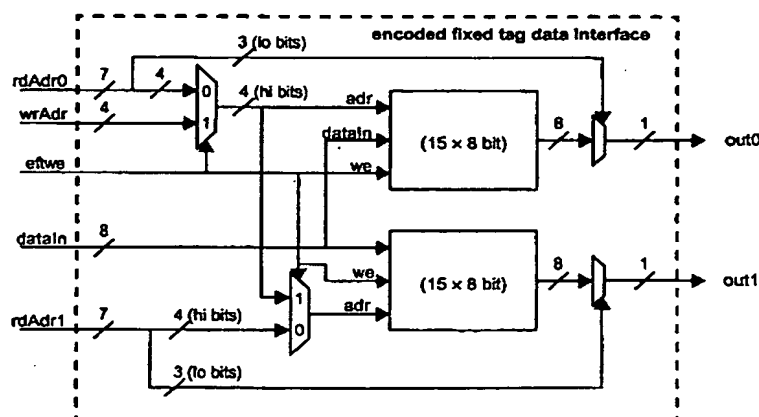 encoded fixed tag data interface
3 (lo bits)
rdAdr0
7
4
0
4 (hi bits)
adr
wrAdr
4
1
dataIn
(15 × 8 bit)
8
1
out0
eftwe
we
dataIn
8
we
(15 × 8 bit)
8
1
out1
1
adr
rdAdr1
7
4 (hi bits)
0
3 (lo bits)